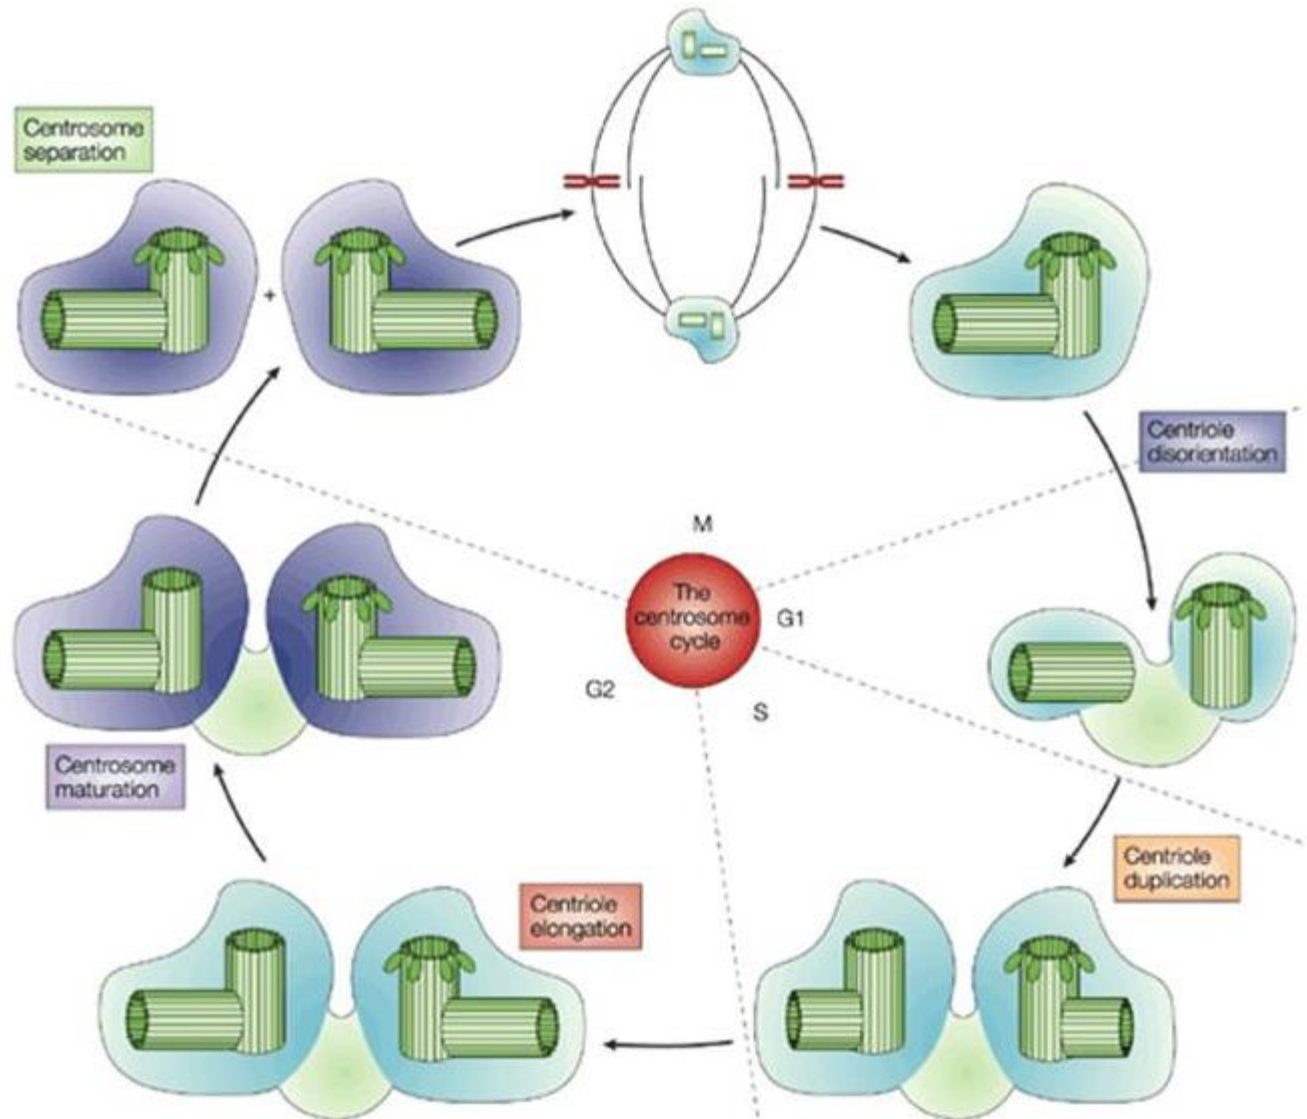 Centrosome
separation
+
Centriole
disorientation
M
The
centrosome
cycle
G1
G2
S
Centrosome
maturation
Centriole
duplication
Centriole
elongation